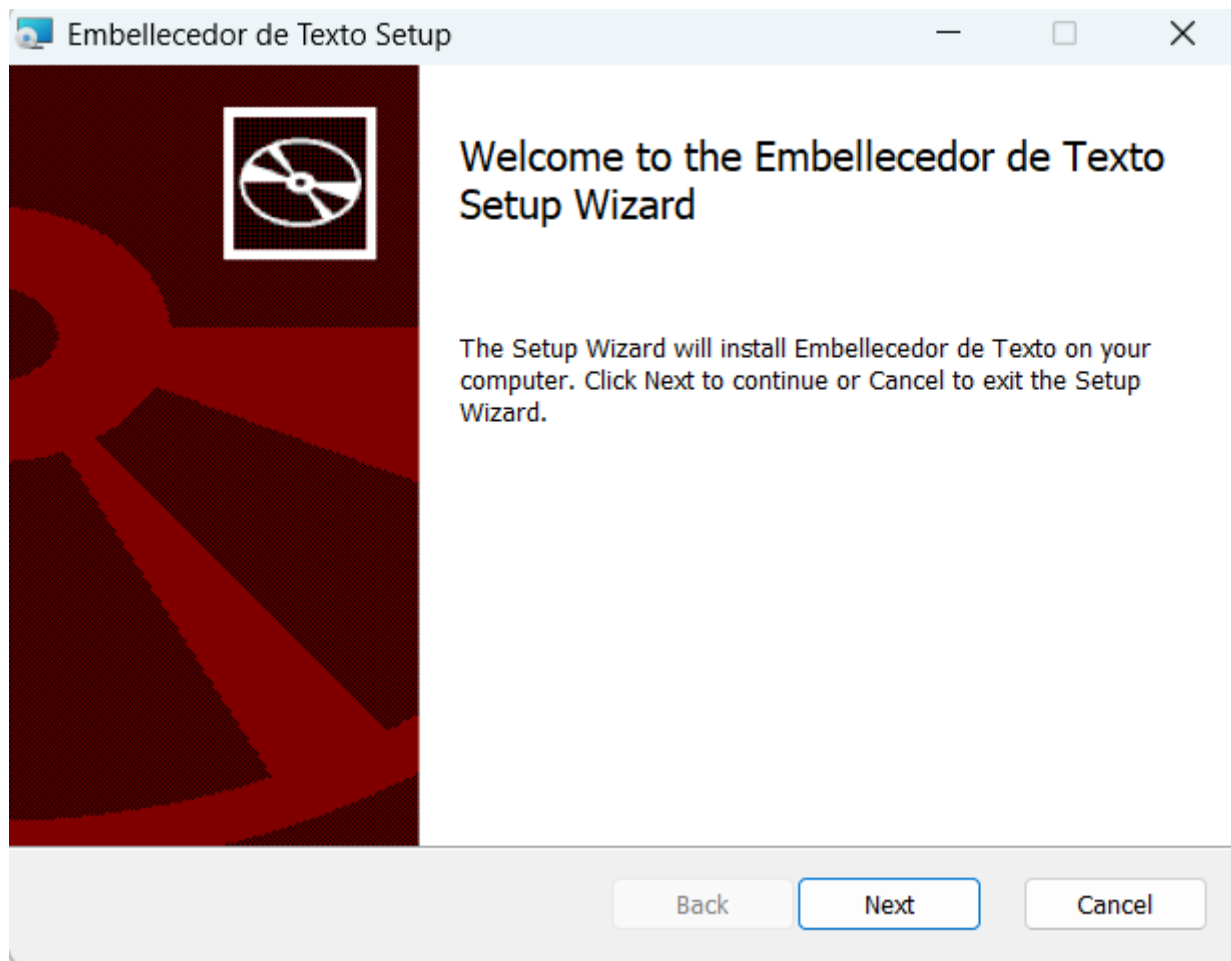 Embellecedor de Texto Setup
Welcome to the Embellecedor de Texto
Setup Wizard
The Setup Wizard will install Embellecedor de Texto on your
computer. Click Next to continue or Cancel to exit the Setup
Wizard.
Back
Next
Cancel